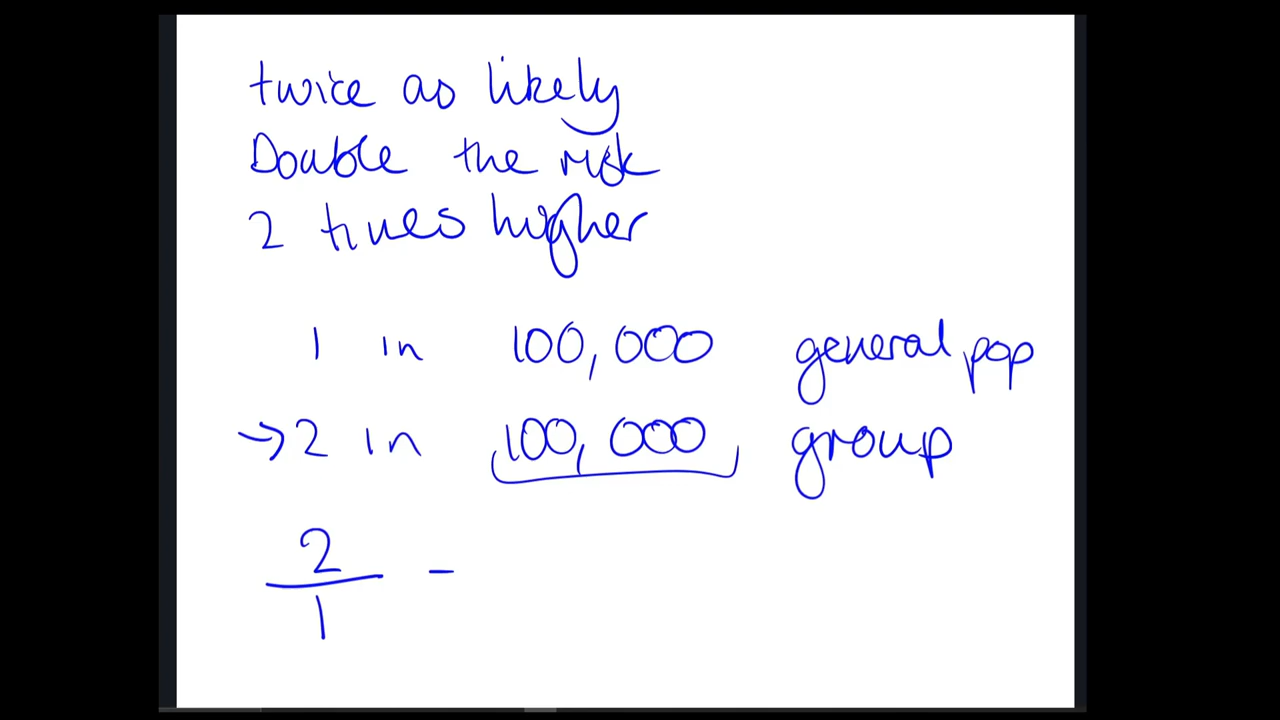 twice as likely
Double the risk
2 times higher
1 in 100,000 general pop
→ 2 in 100,000 group
2
1 -